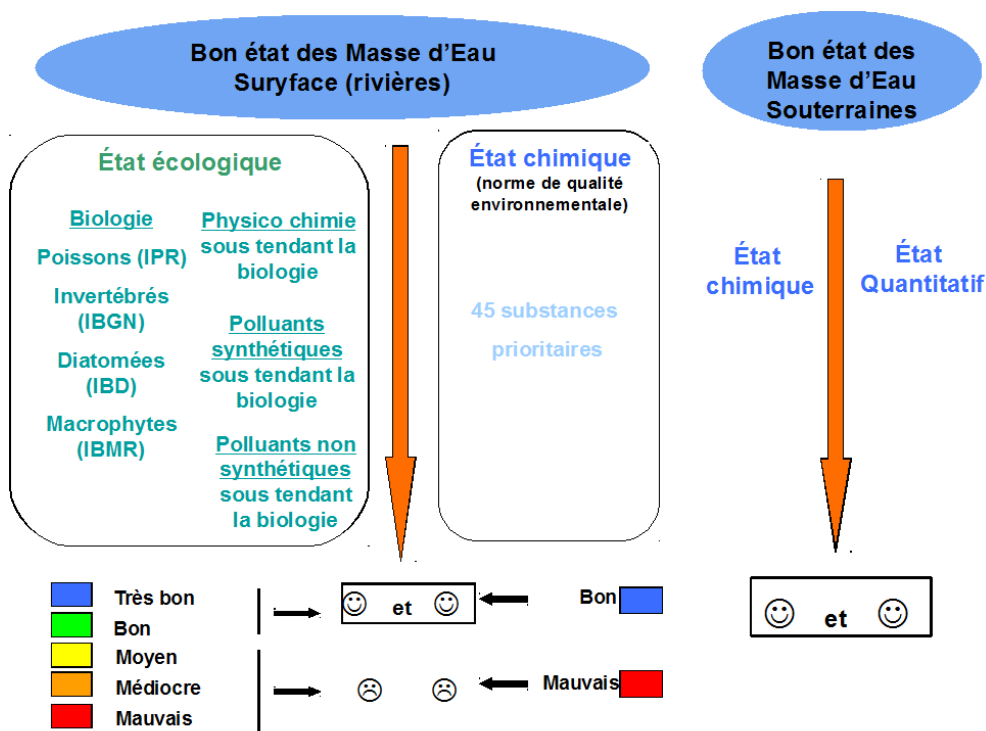 Bon état des Masse d'Eau
Suryface (rivières)
Bon état des
Masse d'Eau
Souterraines
État écologique
Biologie
Poissons (IPR)
Invertébrés
(IBGN)
Diatomées
(IBD)
Macrophytes
(IBMR)
Physico chimie
sous tendant la
biologie
Polluants
synthétiques
sous tendant la
biologie
Polluants non
synthétiques
sous tendant
la biologie
État chimique
(norme de qualité
environnementale)
45 substances
prioritaires
État
chimique
État
Quantitatif
Très bon
Bon
Moyen
Médiocre
Mauvais
et
Bon
Mauvais
et